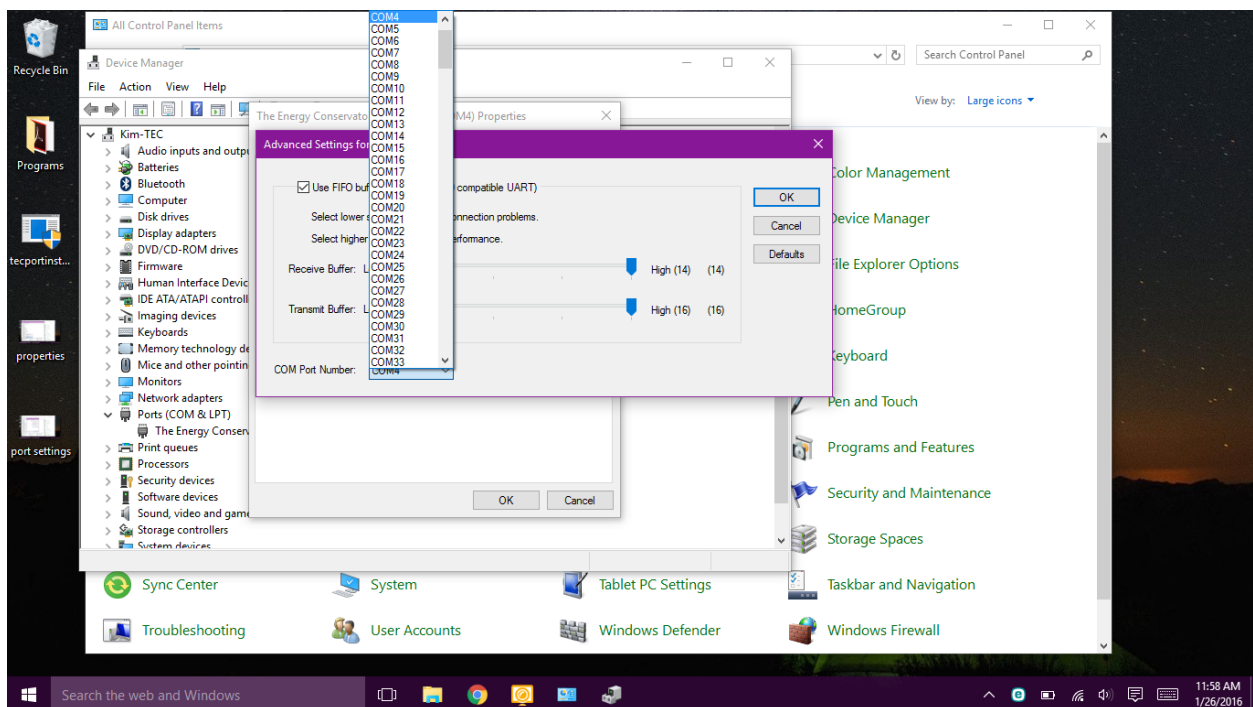 Recycle Bin
Programs
tecportinst...
properties
port settings
All Control Panel Items
Search Control Panel
View by: Large icons
Device Manager
File Action View Help
Kim-TEC
Audio inputs and outp
Batteries
Bluetooth
Computer
Disk drives
Display adapters
DVD/CD-ROM drives
Firmware
Human Interface Devic
IDE ATA/ATAPI controll
Imaging devices
Keyboards
Memory technology de
Mice and other pointin
Monitors
Network adapters
Ports (COM & LPT)
The Energy Conserv
Print queues
Processors
Security devices
Software devices
Sound, video and game
Storage controllers
System devices
The Energy Conservato
M4) Properties
Advanced Settings for
Use FIFO buf
compatible UART)
Select lower s
onnection problems.
Select higher
erformance.
Receive Buffer: L
High (14) (14)
Transmit Buffer: L
High (16) (16)
COM Port Number: COM4
OK
Cancel
Defaults
COM4
COM5
COM6
COM7
COM8
COM9
COM10
COM11
COM12
COM13
COM14
COM15
COM16
COM17
COM18
COM19
COM20
COM21
COM22
COM23
COM24
COM25
COM26
COM27
COM28
COM29
COM30
COM31
COM32
COM33
OK Cancel
Color Management
Device Manager
File Explorer Options
HomeGroup
Keyboard
Pen and Touch
Programs and Features
Security and Maintenance
Storage Spaces
Sync Center
System
Tablet PC Settings
Taskbar and Navigation
Troubleshooting
User Accounts
Windows Defender
Windows Firewall
Search the web and Windows
11:58 AM
1/26/2016